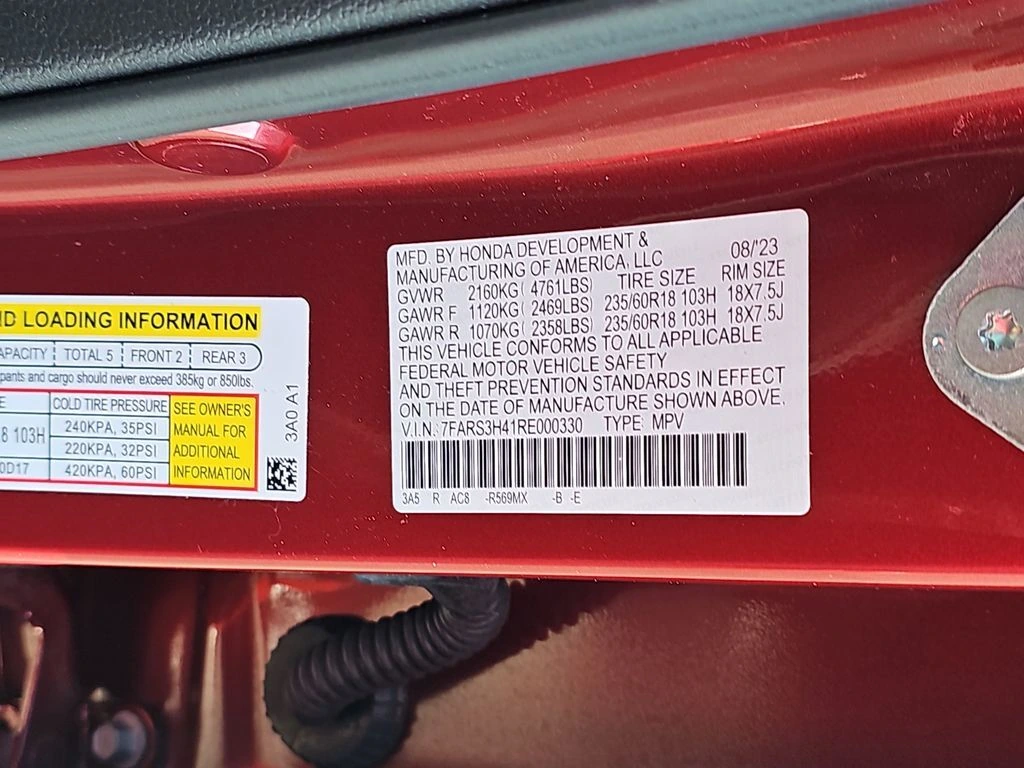 ND LOADING INFORMATION
APACITY TOTAL 5 FRONT 2 REAR 3
pants and cargo should never exceed 385kg or 850lbs.
E COLD TIRE PRESSURE SEE OWNER'S MANUAL FOR ADDITIONAL INFORMATION
8 103H 240KPA, 35PSI
220KPA, 32PSI
0D17 420KPA, 60PSI
3A0 A1
MFD. BY HONDA DEVELOPMENT & 08/'23
MANUFACTURING OF AMERICA, LLC
GVWR 2160KG ( 4761LBS) TIRE SIZE RIM SIZE
GAWR F 1120KG ( 2469LBS) 235/60R18 103H 18X7.5J
GAWR R 1070KG ( 2358LBS) 235/60R18 103H 18X7.5J
THIS VEHICLE CONFORMS TO ALL APPLICABLE
FEDERAL MOTOR VEHICLE SAFETY
AND THEFT PREVENTION STANDARDS IN EFFECT
ON THE DATE OF MANUFACTURE SHOWN ABOVE.
V.I.N: 7FARS3H41RE000330 TYPE: MPV
3A5 R AC8 -R569MX -B -E